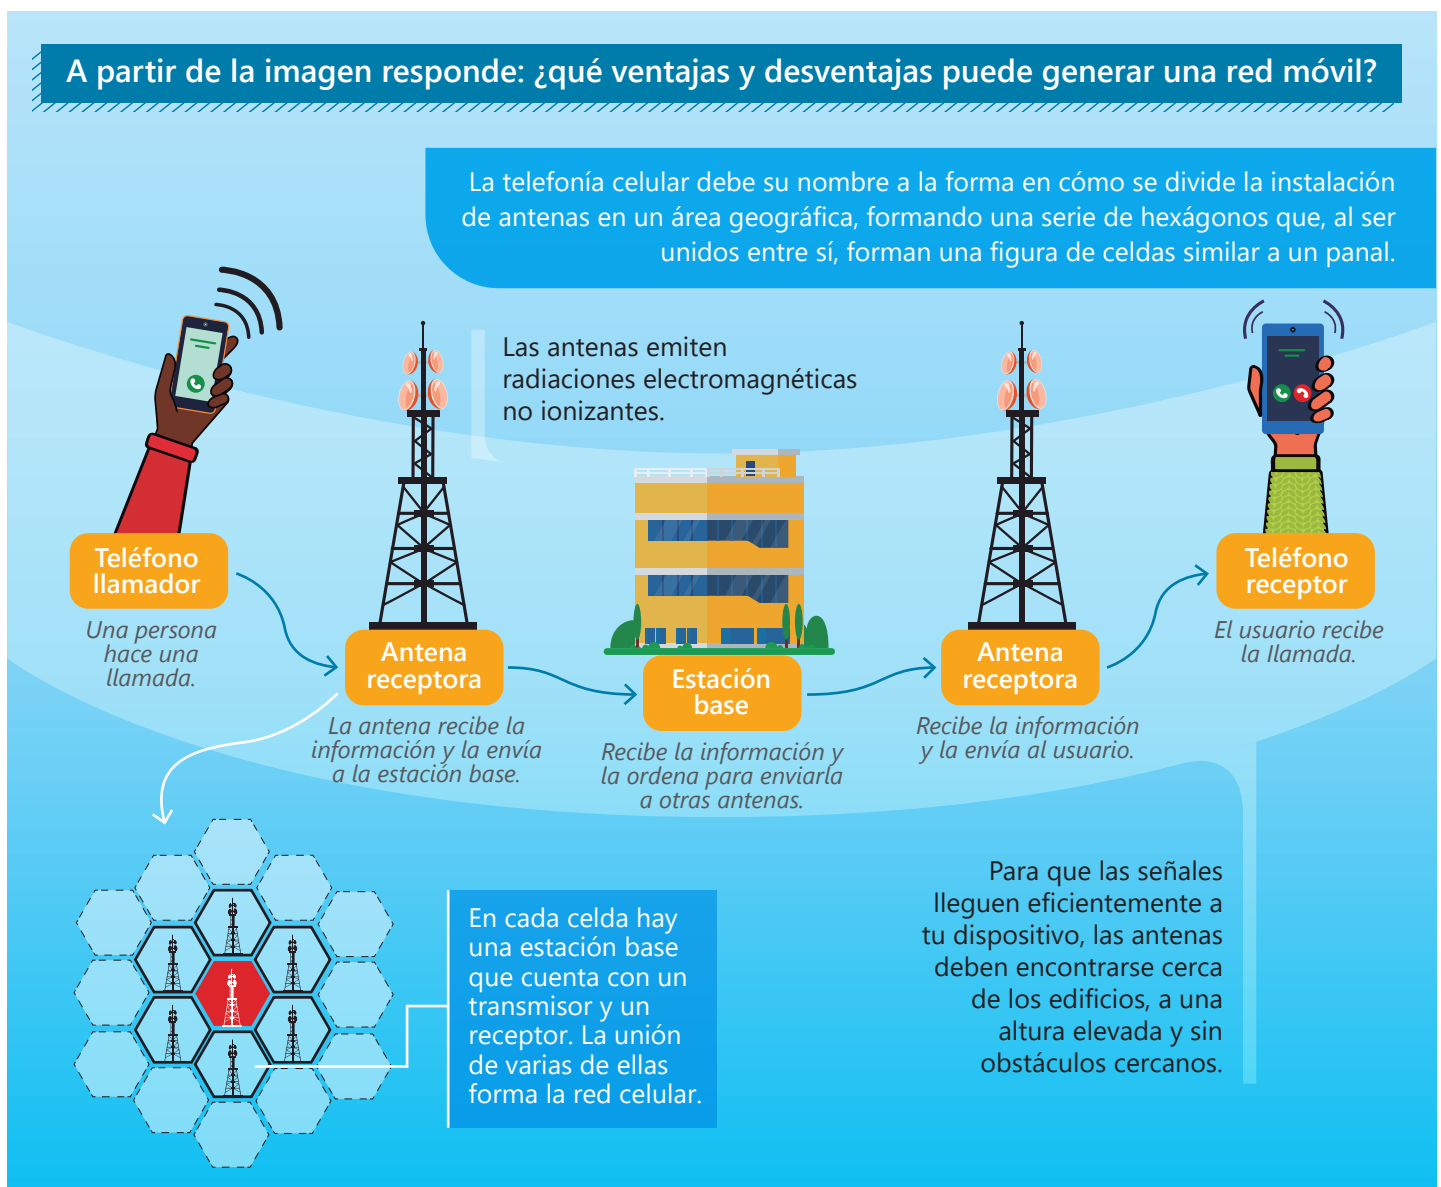 A partir de la imagen responde: ¿qué ventajas y desventajas puede generar una red móvil?
La telefonía celular debe su nombre a la forma en cómo se divide la instalación
de antenas en un área geográfica, formando una serie de hexágonos que, al ser
unidos entre sí, forman una figura de celdas similar a un panal.
Las antenas emiten
radiaciones electromagnéticas
no ionizantes.
Teléfono
llamador
Una persona
hace una
llamada.
Antena
receptora
La antena recibe la
información y la envía
a la estación base.
Estación
base
Recibe la información y
la ordena para enviarla
a otras antenas.
Antena
receptora
Recibe la información
y la envía al usuario.
Teléfono
receptor
El usuario recibe
la llamada.
En cada celda hay
una estación base
que cuenta con un
transmisor y un
receptor. La unión
de varias de ellas
forma la red celular.
Para que las señales
lleguen eficientemente a
tu dispositivo, las antenas
deben encontrarse cerca
de los edificios, a una
altura elevada y sin
obstáculos cercanos.